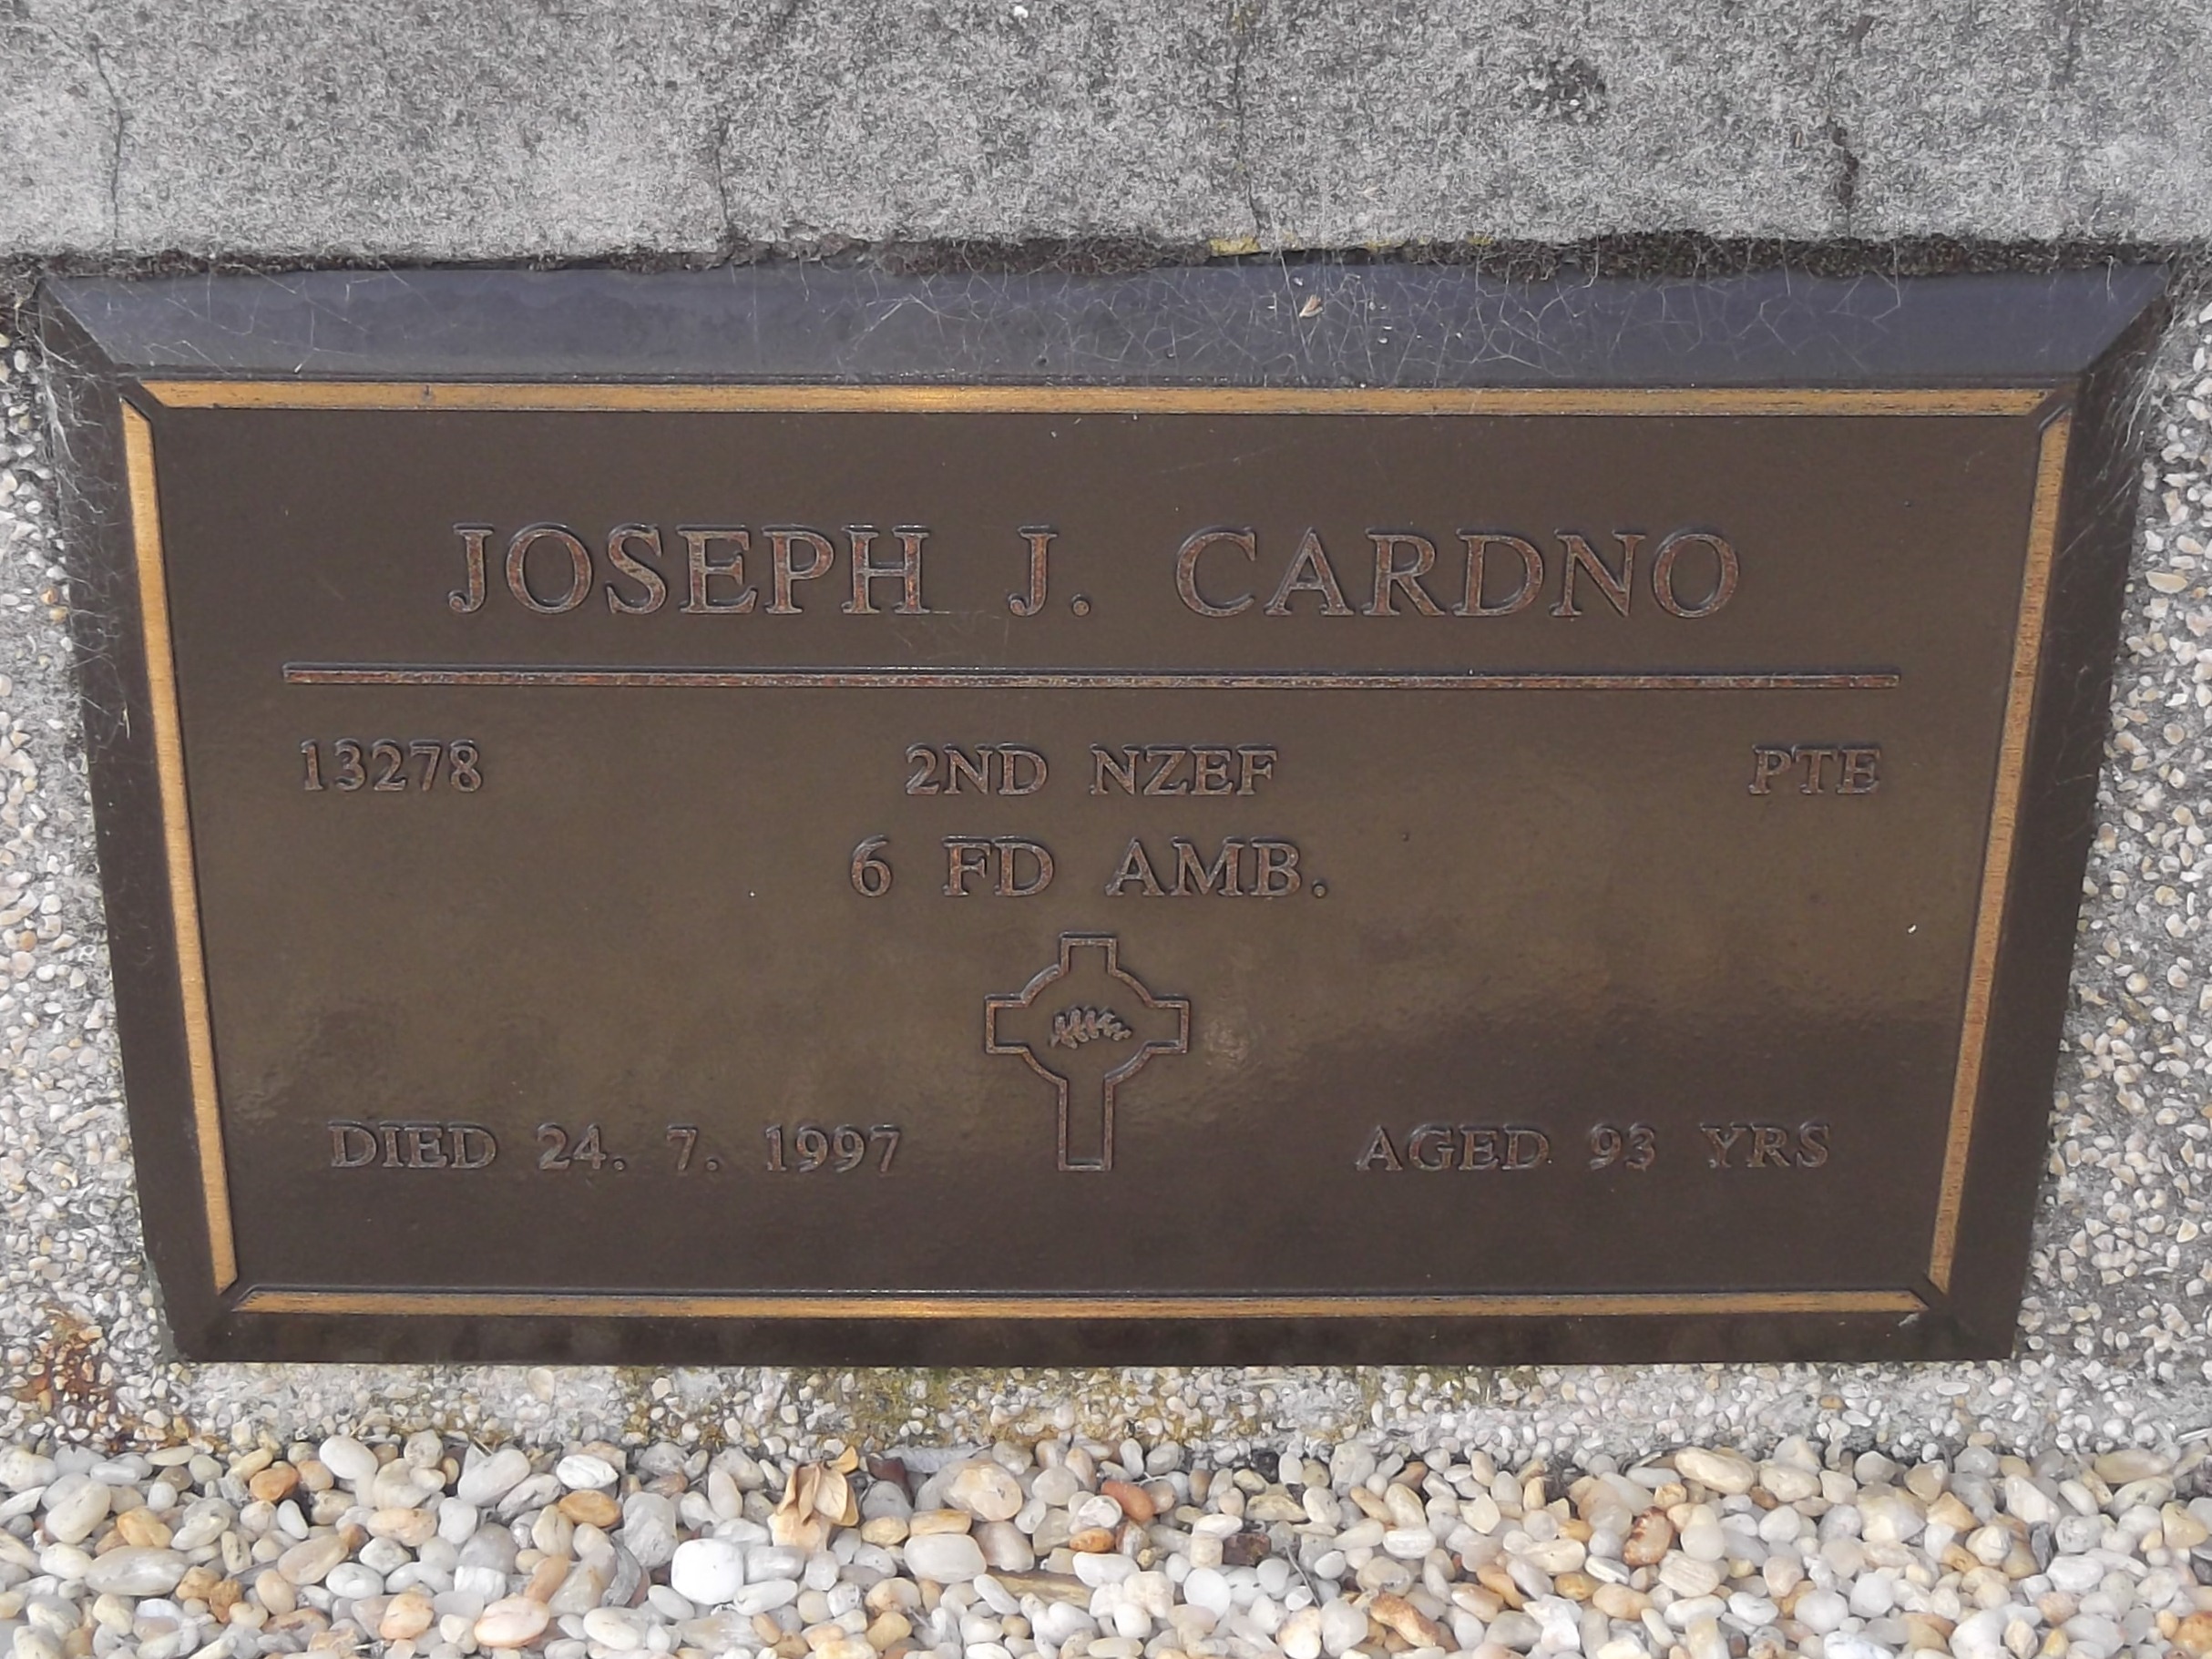 JOSEPH J. CARDNO
13278 2ND NZEF PTE
6 FD AMB.
DIED 24. 7. 1997 AGED 93 YRS